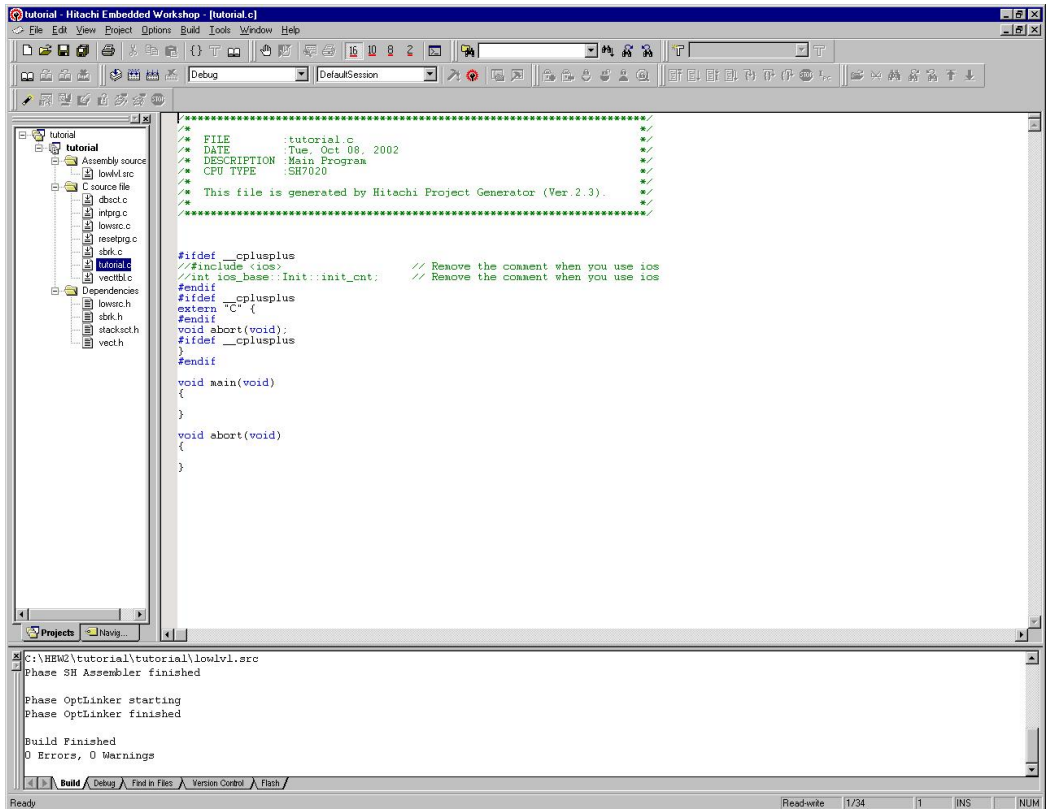 tutorial - Hitachi Embedded Workshop - [tutorial.c]
File Edit View Project Options Build Tools Window Help
16 10 8 2
Debug DefaultSession
tutorial
tutorial
Assembly source
lowlvl.src
C source file
dbsct.c
intprg.c
lowsrc.c
resetprg.c
sbrk.c
tutorial.c
vecttbl.c
Dependencies
lowsrc.h
sbrk.h
stacksct.h
vect.h
Projects Navig...
/***********************************************************************/
/* */
/* FILE :tutorial.c */
/* DATE :Tue, Oct 08, 2002 */
/* DESCRIPTION :Main Program */
/* CPU TYPE :SH7020 */
/* */
/* This file is generated by Hitachi Project Generator (Ver.2.3). */
/* */
/***********************************************************************/
#ifdef __cplusplus
//#include <ios> // Remove the comment when you use ios
//int ios_base::Init::init_cnt; // Remove the comment when you use ios
#endif
#ifdef __cplusplus
extern "C" {
#endif
void abort(void);
#ifdef __cplusplus
}
#endif
void main(void)
{
}
void abort(void)
{
}
C:\HEW2\tutorial\tutorial\lowlvl.src
Phase SH Assembler finished
Phase OptLinker starting
Phase OptLinker finished
Build Finished
0 Errors, 0 Warnings
Build Debug Find in Files Version Control Flash
Ready Read-write 1/34 1 INS NUM